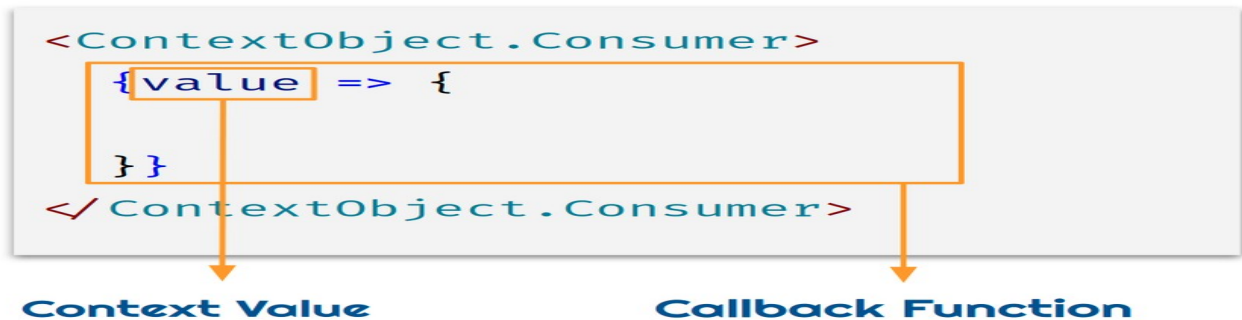 <ContextObject.Consumer>
{value => {
}}
</ContextObject.Consumer>
Context Value
Callback Function